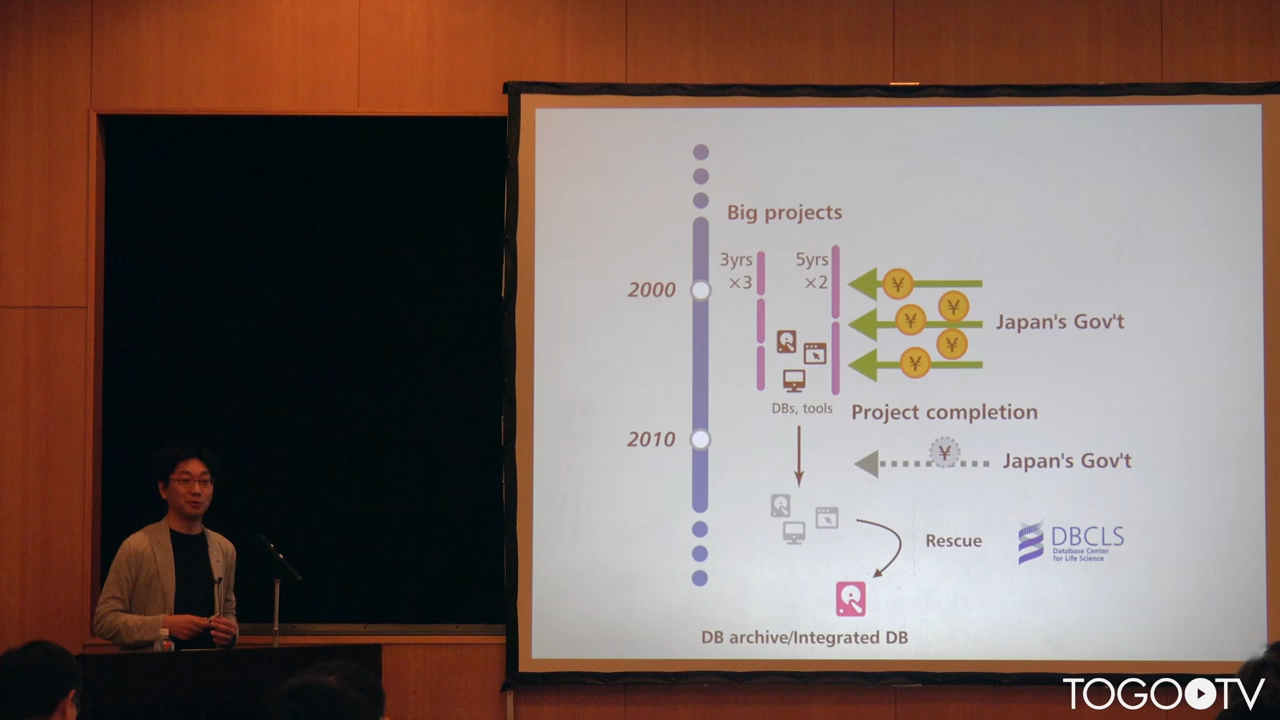 Big projects
3yrs
×3
5yrs
×2
2000
¥
¥
¥
¥
¥
Japan's Gov't
DBs, tools
Project completion
2010
¥
Japan's Gov't
Rescue
DBCLS
Database Center
for Life Science
DB archive/Integrated DB
TOGOTV